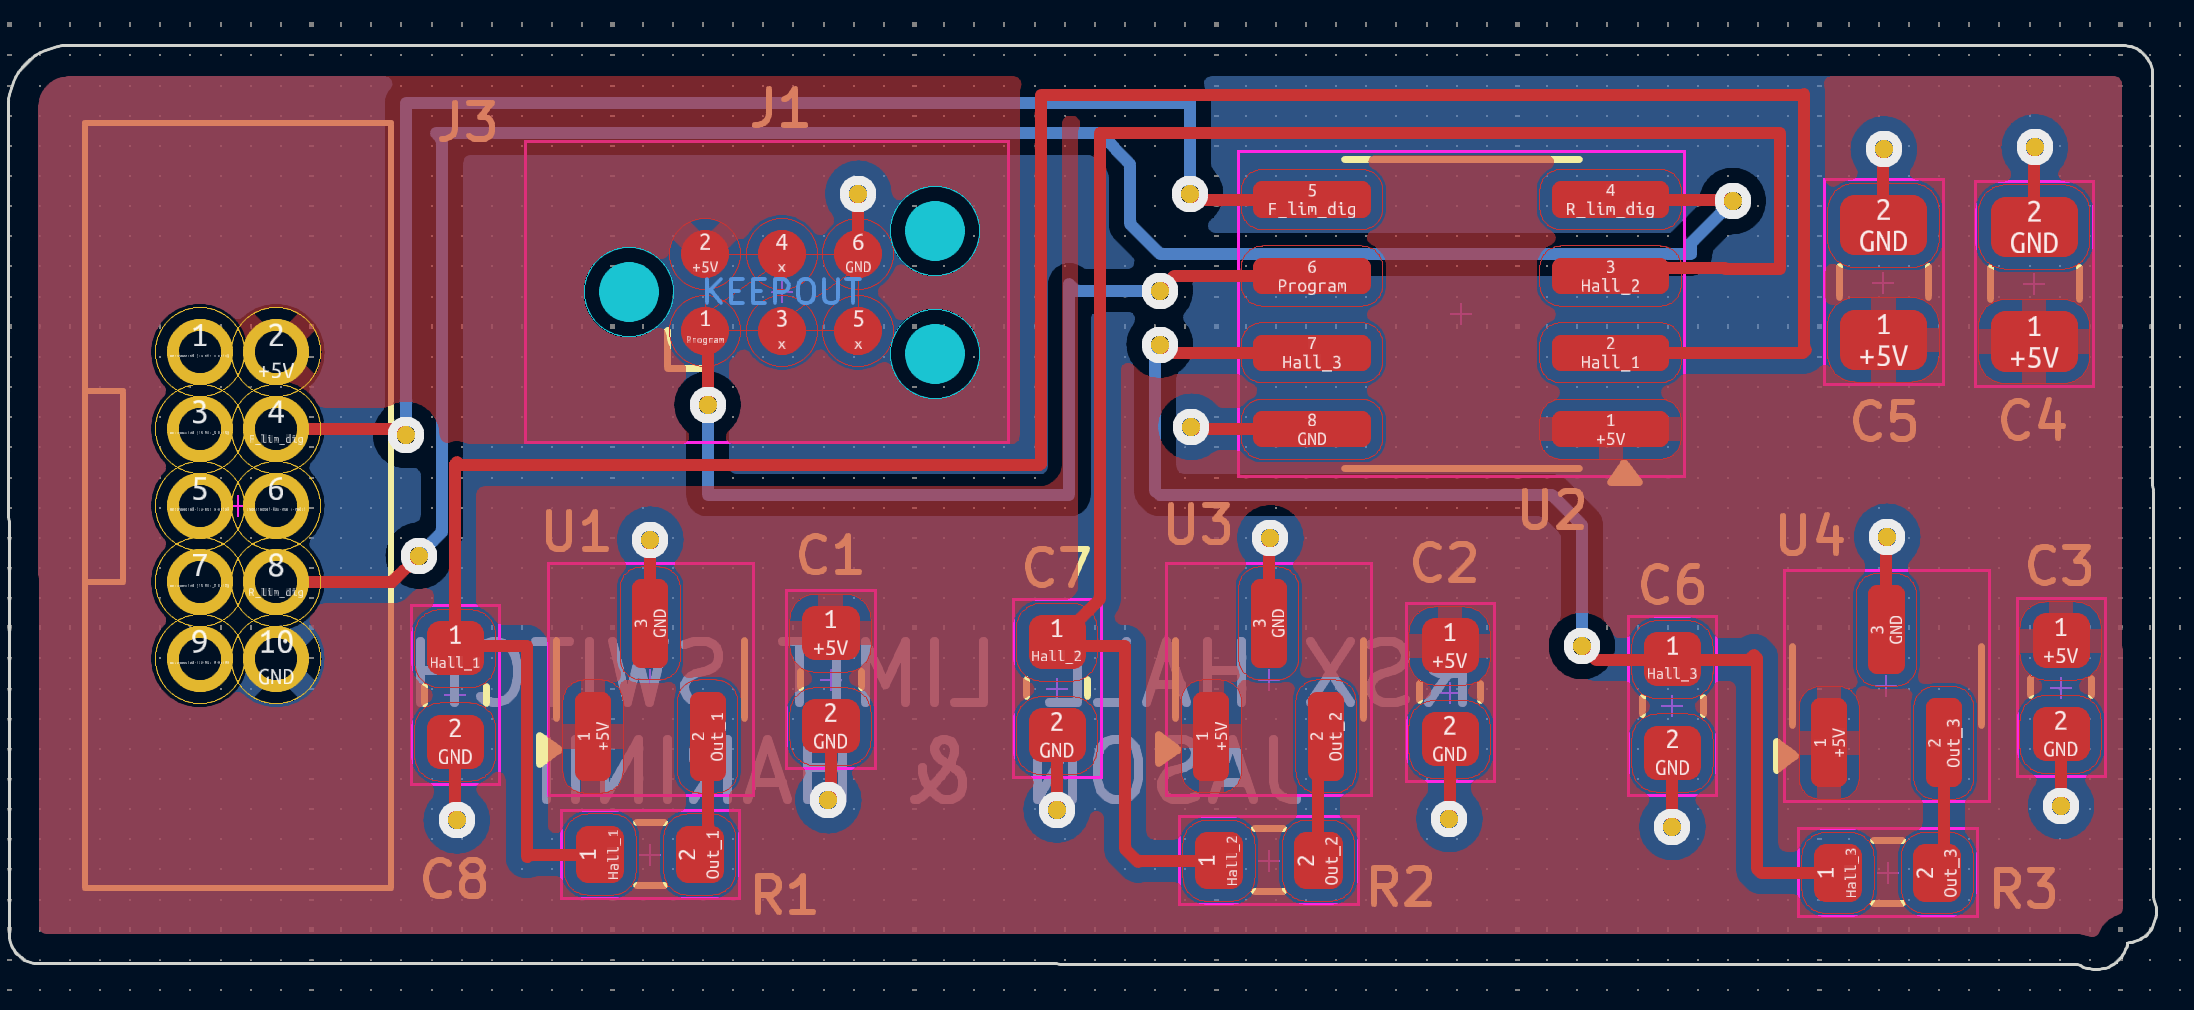 J3
J1
1
2
+5V
3
4
F_lim_dig
5
6
7
8
R_lim_dig
9
10
GND
2
+5V
4
x
6
GND
KEEPOUT
1
Program
3
x
5
x
5
F_lim_dig
4
R_lim_dig
6
Program
3
Hall_2
7
Hall_3
2
Hall_1
8
GND
1
+5V
U2
2
GND
1
+5V
C5
2
GND
1
+5V
C4
1
Hall_1
2
GND
C8
U1
3
GND
1
+5V
2
Out_1
1
Hall_1
2
Out_1
R1
C1
1
+5V
2
GND
C7
1
Hall_2
2
GND
U3
3
GND
1
+5V
2
Out_2
1
Hall_2
2
Out_2
R2
C2
1
+5V
2
GND
C6
1
Hall_3
2
GND
U4
3
GND
1
+5V
2
Out_3
1
Hall_3
2
Out_3
R3
C3
1
+5V
2
GND
RSX HALL LIMIT SWITCH
&